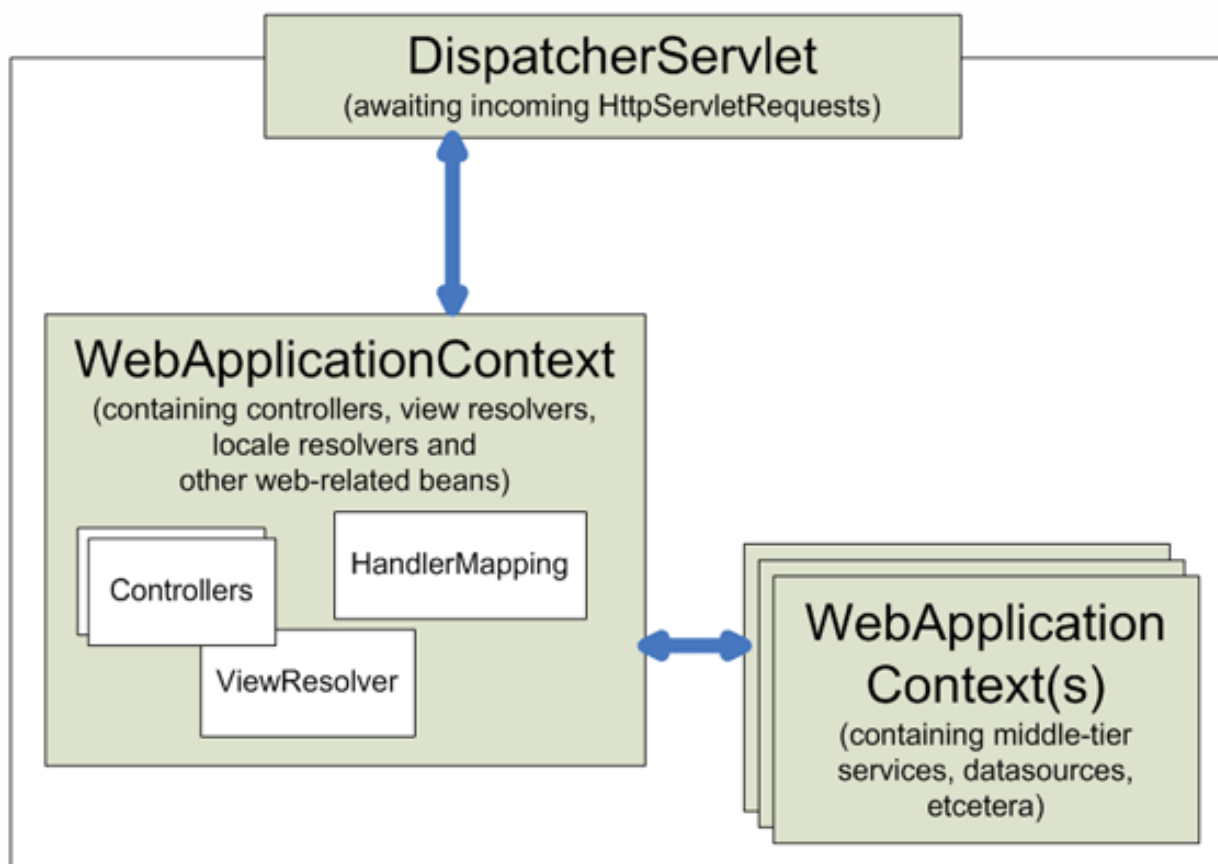 DispatcherServlet
(awaiting incoming HttpServletRequests)
WebApplicationContext
(containing controllers, view resolvers,
locale resolvers and
other web-related beans)
HandlerMapping
Controllers
ViewResolver
WebApplication
Context(s)
(containing middle-tier
services, datasources,
etcetera)